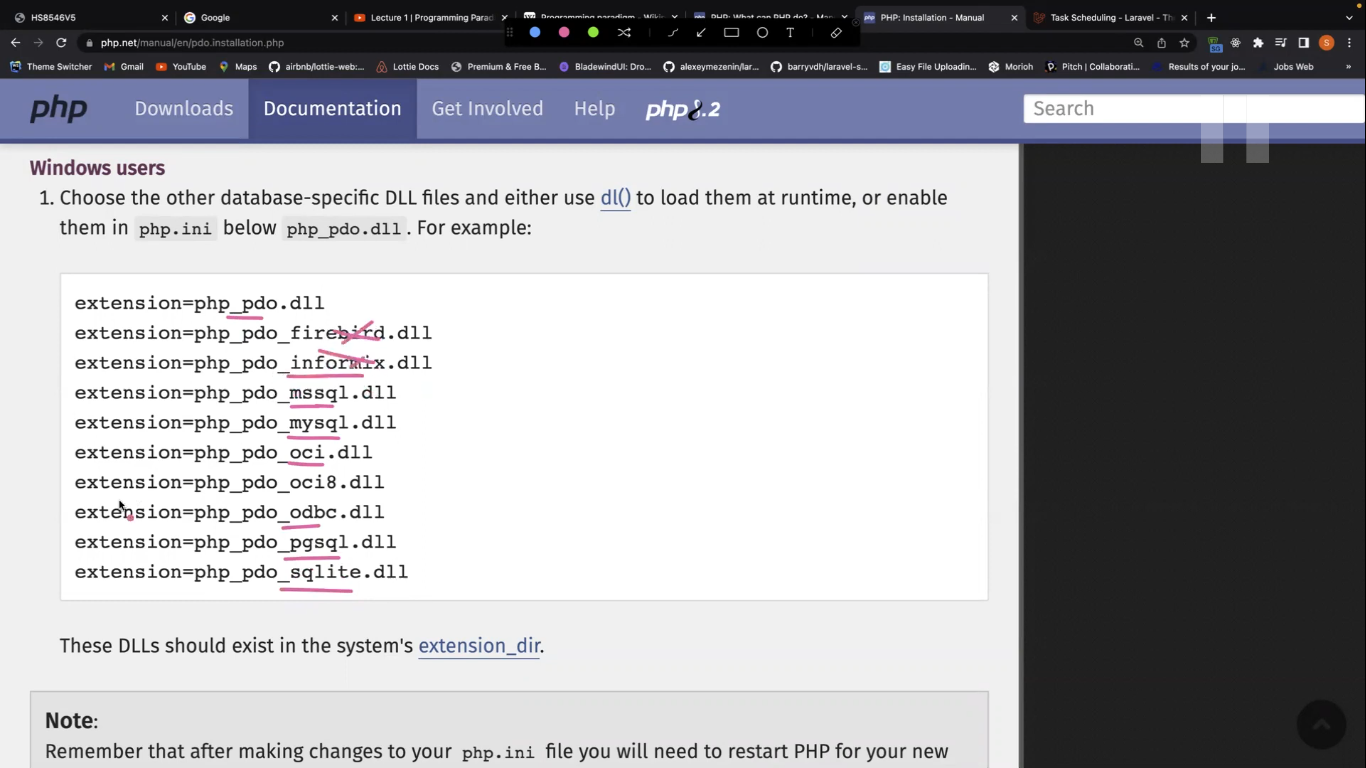 HS8546V5
Google
Lecture 1 | Programming Parad
Programming paradigm - Wiki
PHP: What can PHP do? - Man
PHP: Installation - Manual
Task Scheduling - Laravel - The
php.net/manual/en/pdo.installation.php
Theme Switcher
Gmail
YouTube
Maps
airbnb/lottie-web:...
Lottie Docs
Premium & Free B...
BladewindUI: Dro...
alexeymezenin/lar...
barryvdh/laravel-s...
Easy File Uploadin...
Morioh
Pitch | Collaborati...
Results of your jo...
Jobs Web
»
php
Downloads
Documentation
Get Involved
Help
php8.2
Search
Windows users
1. Choose the other database-specific DLL files and either use dl() to load them at runtime, or enable
them in php.ini below php_pdo.dll. For example:
extension=php_pdo.dll
extension=php_pdo_firebird.dll
extension=php_pdo_informix.dll
extension=php_pdo_mssql.dll
extension=php_pdo_mysql.dll
extension=php_pdo_oci.dll
extension=php_pdo_oci8.dll
extension=php_pdo_odbc.dll
extension=php_pdo_pgsql.dll
extension=php_pdo_sqlite.dll
These DLLs should exist in the system's extension_dir.
Note:
Remember that after making changes to your php.ini file you will need to restart PHP for your new